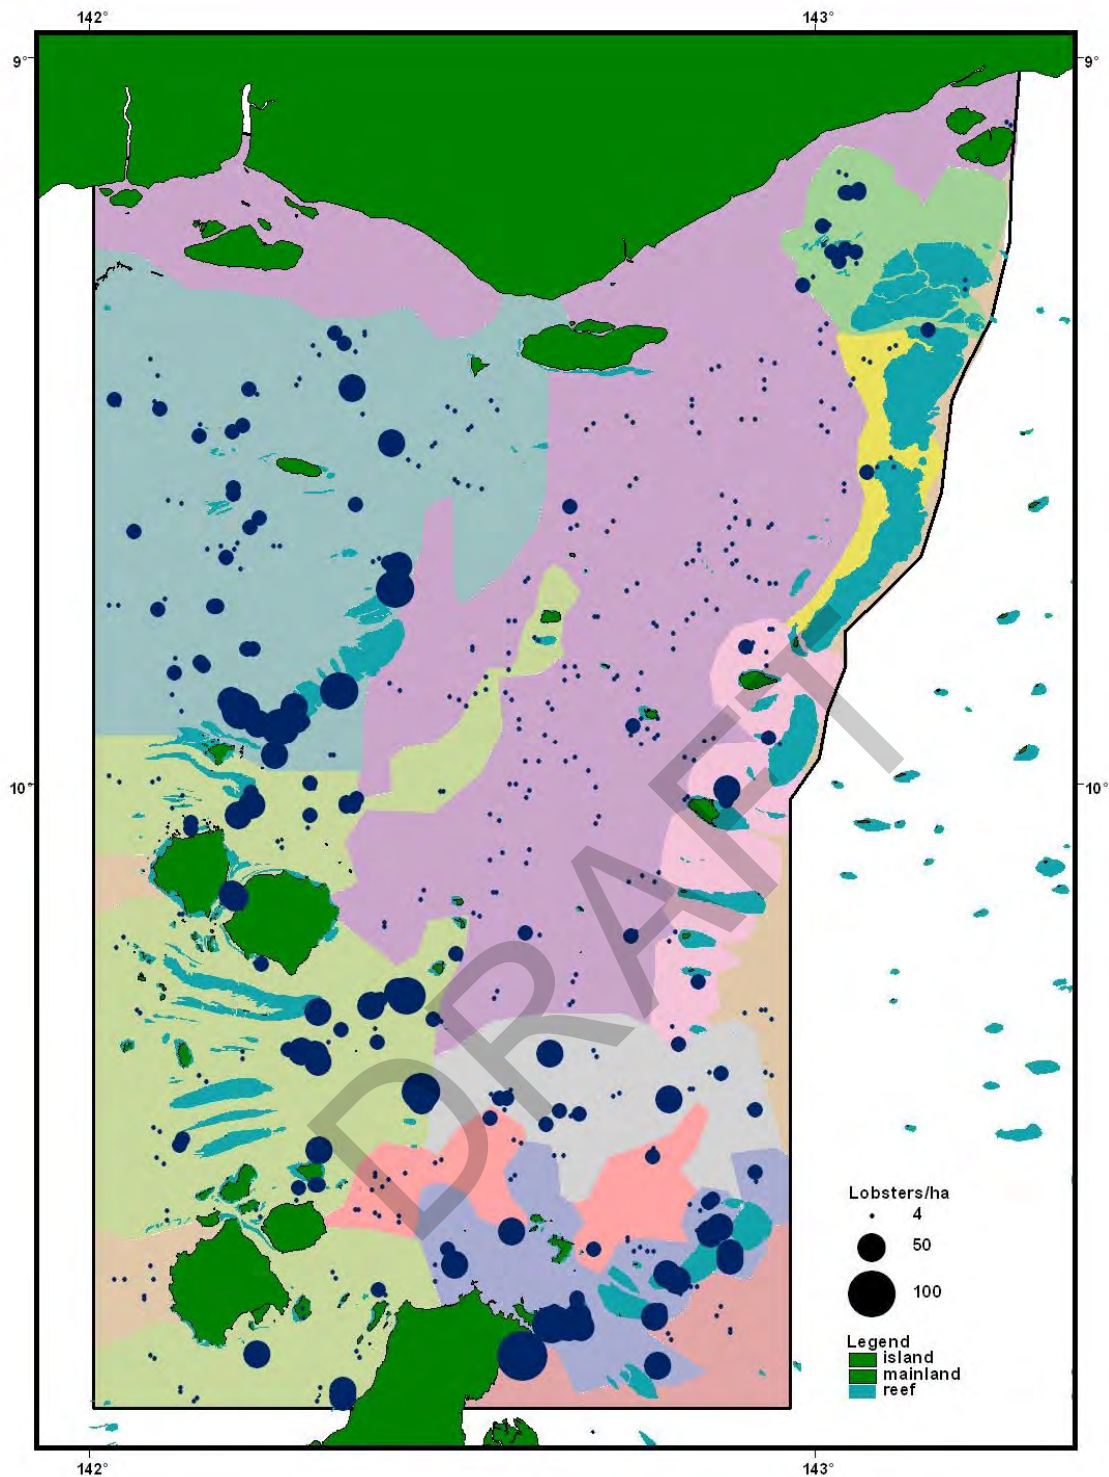 142° 143°
9° 9°
10° 10°
DRAFT
Lobsters/ha
4
50
100
Legend
island
mainland
reef
142° 143°